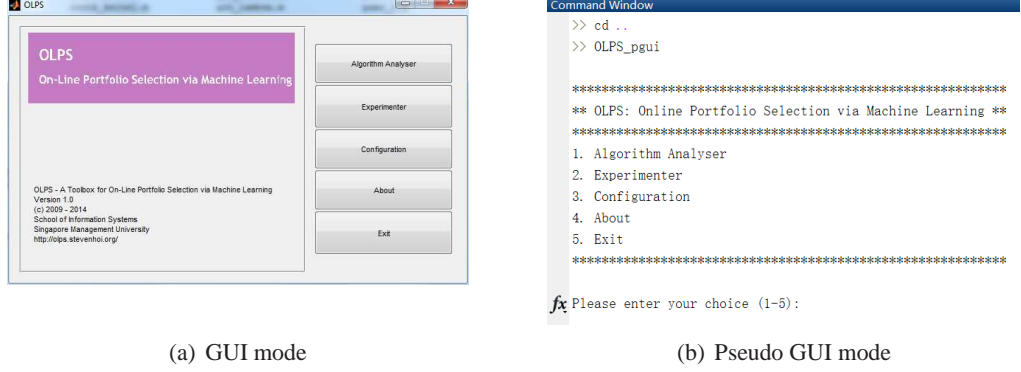 OLPS
OLPS
On-Line Portfolio Selection via Machine Learning
Algorithm Analyser
Experimenter
Configuration
About
Exit
OLPS - A Toolbox for On-Line Portfolio Selection via Machine Learning
Version 1.0
(c) 2009 - 2014
School of Information Systems
Singapore Management University
http://olps.stevenhoi.org/
(a) GUI mode
Command Window
>> cd ..
>> OLPS_pgui
***********************************************************
** OLPS: Online Portfolio Selection via Machine Learning **
***********************************************************
1. Algorithm Analyser
2. Experimenter
3. Configuration
4. About
5. Exit
***********************************************************
fx Please enter your choice (1-5):
(b) Pseudo GUI mode